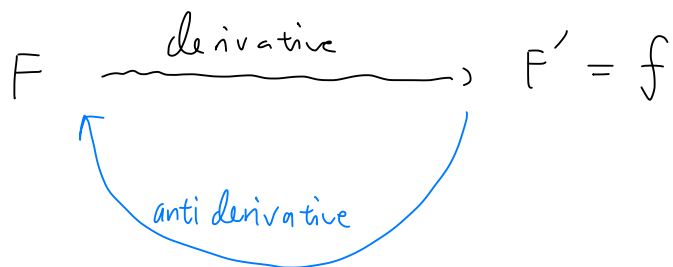 derivative
F F′ = f
anti derivative